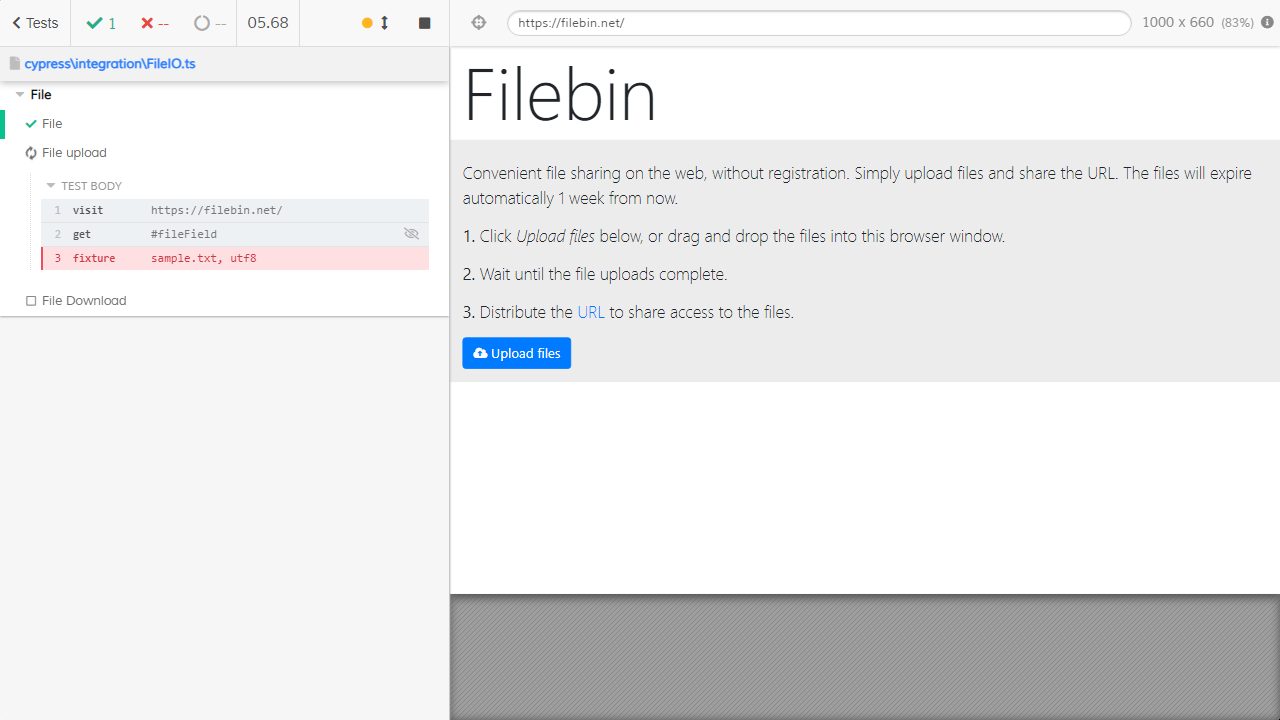 Tests
1
--
--
05.68
https://filebin.net/
1000 x 660 (83%)
cypress\integration\FileIO.ts
File
File
File upload
TEST BODY
1 visit https://filebin.net/
2 get #fileField
3 fixture sample.txt, utf8
File Download
Filebin
Convenient file sharing on the web, without registration. Simply upload files and share the URL. The files will expire
automatically 1 week from now.
1. Click Upload files below, or drag and drop the files into this browser window.
2. Wait until the file uploads complete.
3. Distribute the URL to share access to the files.
Upload files